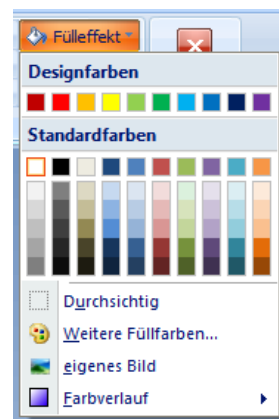 Fülleffekt
Designfarben
Standardfarben
Durchsichtig
Weitere Füllfarben...
eigenes Bild
Farbverlauf